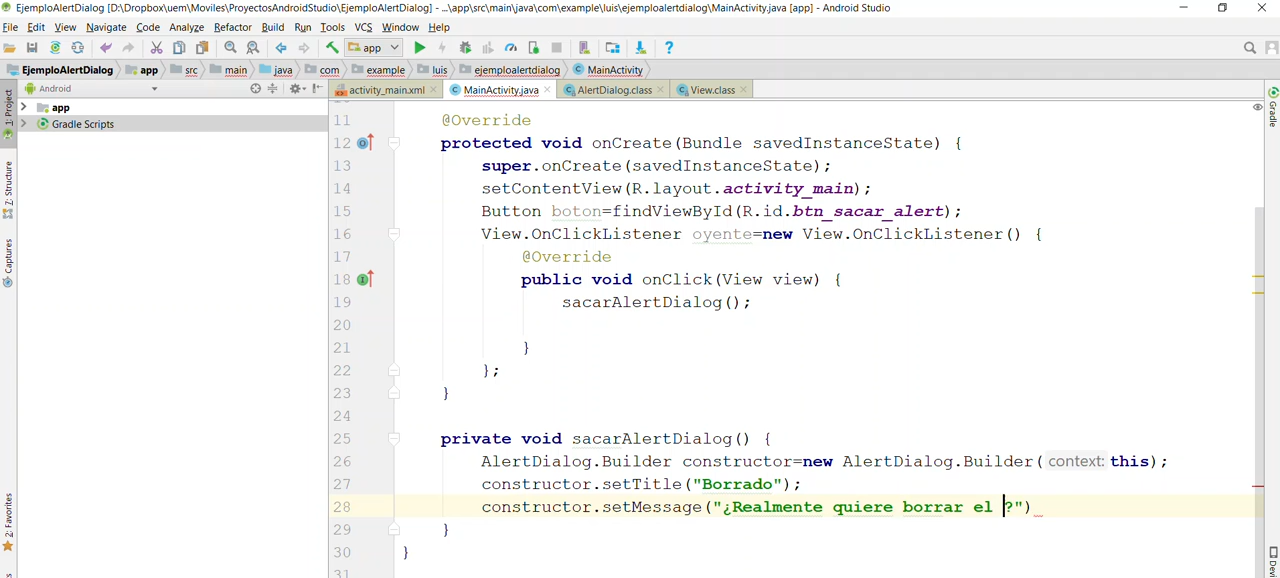 EjemploAlertDialog [D:\Dropbox\uem\Moviles\ProyectosAndroidStudio\EjemploAlertDialog] - ...\app\src\main\java\com\example\luis\ejemploalertdialog\MainActivity.java [app] - Android Studio
File Edit View Navigate Code Analyze Refactor Build Run Tools VCS Window Help
app
EjemploAlertDialog app src main java com example luis ejemploalertdialog MainActivity
Android
activity_main.xml MainActivity.java AlertDialog.class View.class
1: Project
Z: Structure
Captures
2: Favorites
Gradle
app
Gradle Scripts
11 @Override
12 protected void onCreate(Bundle savedInstanceState) {
13 super.onCreate(savedInstanceState);
14 setContentView(R.layout.activity_main);
15 Button boton=findViewById(R.id.btn_sacar_alert);
16 View.OnClickListener oyente=new View.OnClickListener() {
17 @Override
18 public void onClick(View view) {
19 sacarAlertDialog();
20
21 }
22 };
23 }
24
25 private void sacarAlertDialog() {
26 AlertDialog.Builder constructor=new AlertDialog.Builder( context: this);
27 constructor.setTitle("Borrado");
28 constructor.setMessage("¿Realmente quiere borrar el ?")
29 }
30 }
31